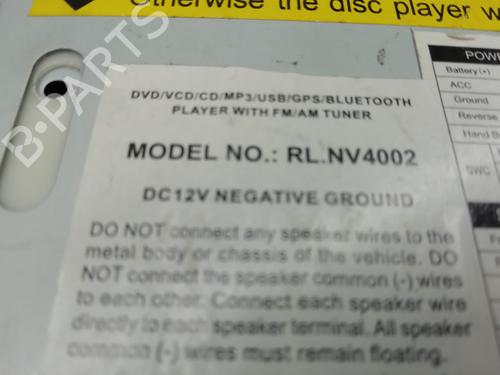 Otherwise the disc player w
B-PARTS
DVD/VCD/CD/MP3/USB/GPS/BLUETOOTH
PLAYER WITH FM/AM TUNER
MODEL NO.: RL.NV4002
DC12V NEGATIVE GROUND
DO NOT connect any speaker wires to the
metal body or chassis of the vehicle. DO
NOT connect the speaker common (-) wires
to each other. Connect each speaker wire
directly to each speaker terminal. All speaker
common (-) wires must remain floating.
POWE
Battery (+)
ACC
Ground
Reverse
Hand B
SWC